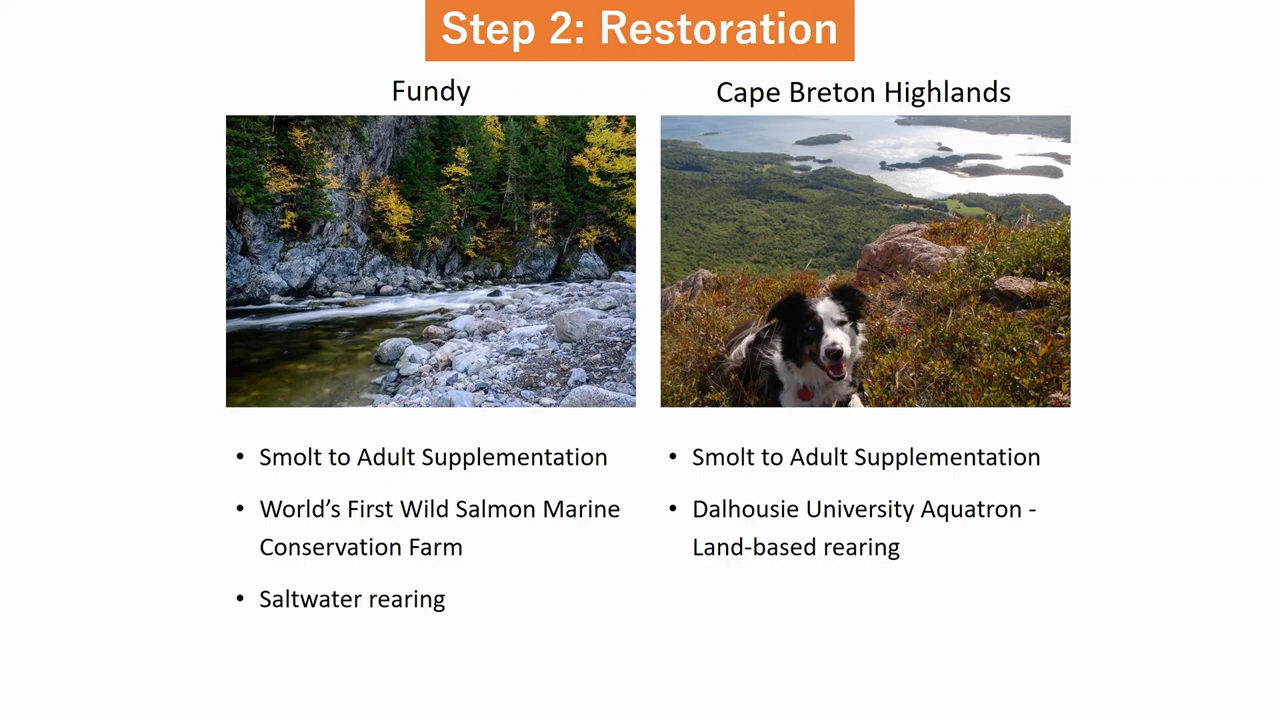 Step 2: Restoration
Fundy
• Smolt to Adult Supplementation
• World’s First Wild Salmon Marine
Conservation Farm
• Saltwater rearing
Cape Breton Highlands
• Smolt to Adult Supplementation
• Dalhousie University Aquatron -
Land-based rearing